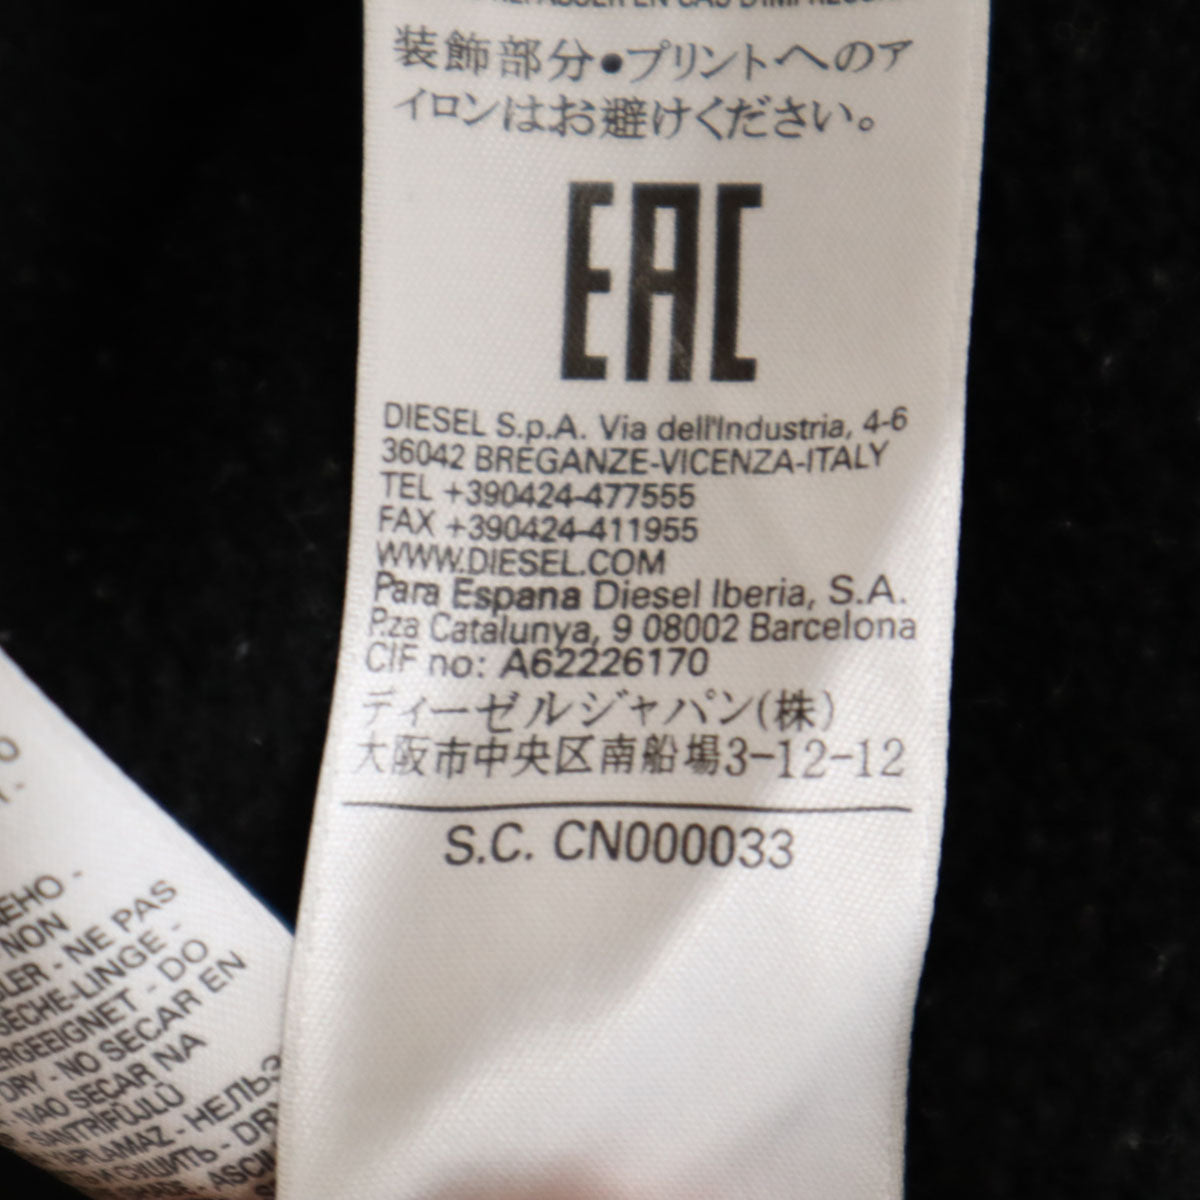 装飾部分●プリントへのア
イロンはお避けください。
EAC
DIESEL S.p.A. Via dell'Industria, 4-6
36042 BREGANZE-VICENZA-ITALY
TEL +390424-477555
FAX +390424-411955
WWW.DIESEL.COM
Para Espana Diesel Iberia, S.A.
P.za Catalunya, 9 08002 Barcelona
CIF no: A62226170
ディーゼルジャパン(株)
大阪市中央区南船場3-12-12
S.C. CN000033
NON
- NE PAS
SÈCHE-LINGE -
- DO
DRY - NO SECAR EN
NAO SECAR NA
SANTRİFÜJLÜ